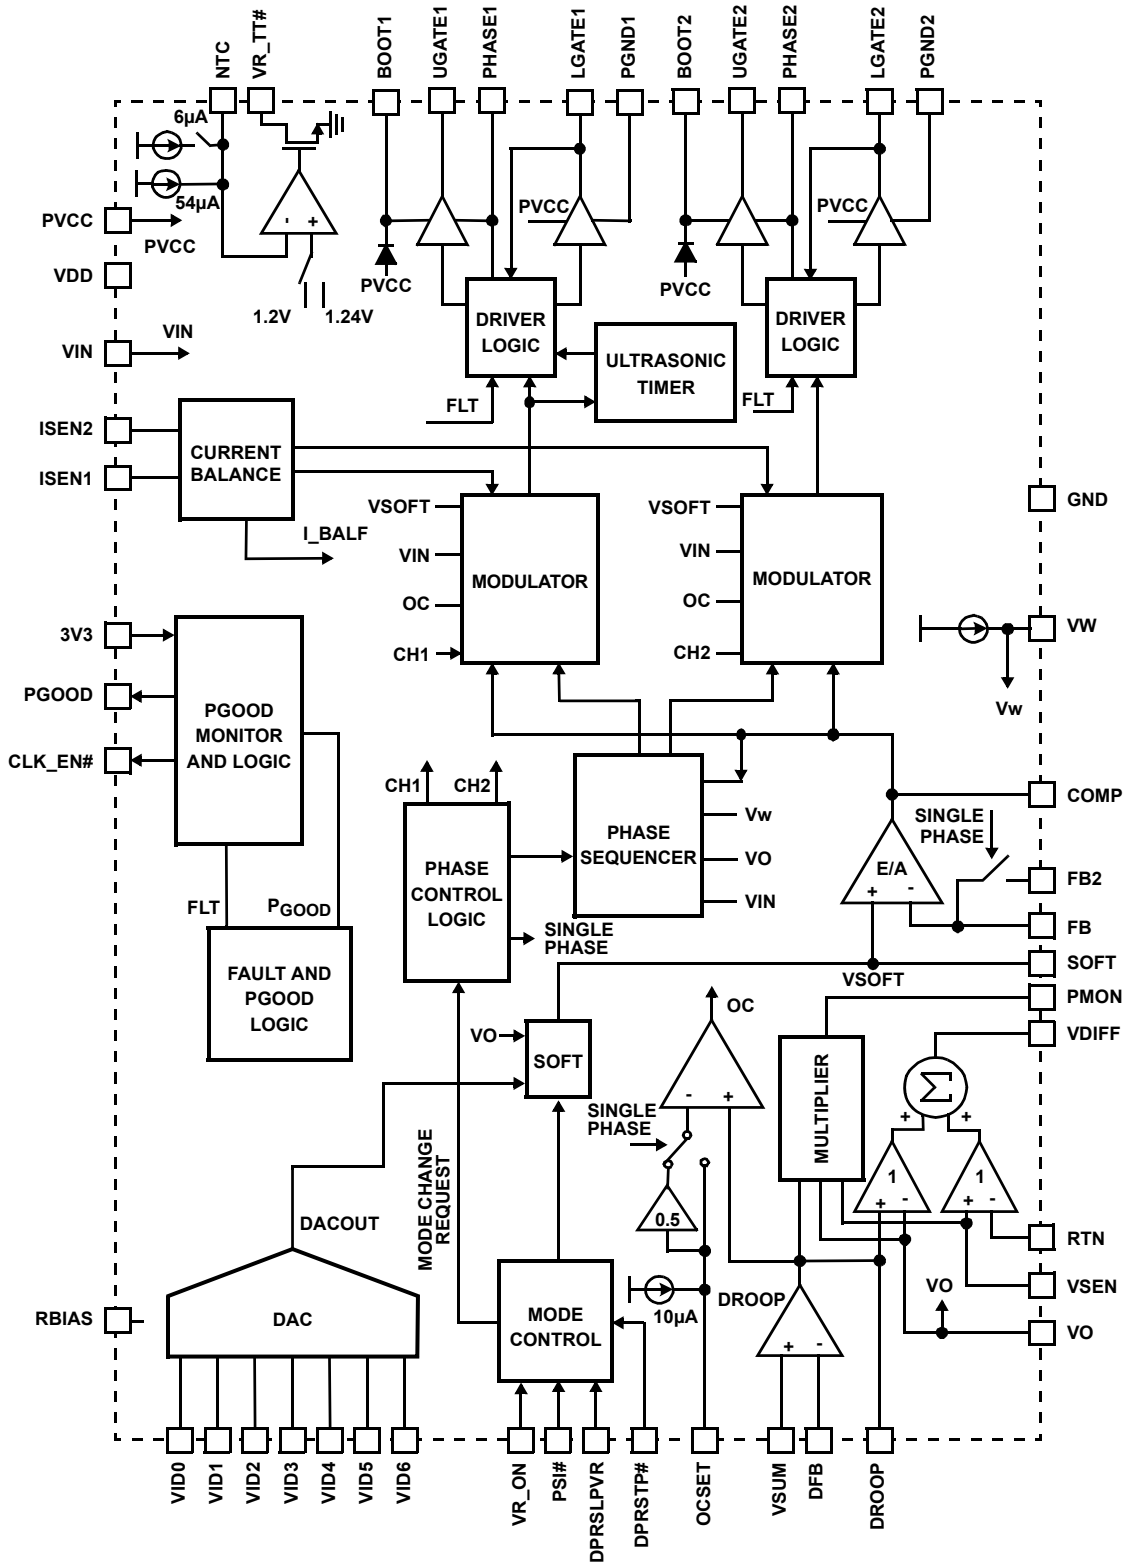 NTC
VR_TT#
BOOT1
UGATE1
PHASE1
LGATE1
PGND1
BOOT2
UGATE2
PHASE2
LGATE2
PGND2
6µA
54µA
PVCC
PVCC
- +
1.2V
1.24V
PVCC
PVCC
PVCC
PVCC
VDD
VIN
VIN
DRIVER
LOGIC
ULTRASONIC
TIMER
DRIVER
LOGIC
FLT
FLT
ISEN2
ISEN1
CURRENT
BALANCE
I_BALF
VSOFT
VIN
OC
CH1
MODULATOR
VSOFT
VIN
OC
CH2
MODULATOR
GND
VW
Vw
3V3
PGOOD
CLK_EN#
PGOOD
MONITOR
AND LOGIC
FLT
PGOOD
FAULT AND
PGOOD
LOGIC
CH1
CH2
PHASE
CONTROL
LOGIC
SINGLE
PHASE
PHASE
SEQUENCER
Vw
VO
VIN
COMP
SINGLE
PHASE
E/A
+ -
FB2
FB
SOFT
VSOFT
PMON
VDIFF
VO
SOFT
OC
- +
SINGLE
PHASE
0.5
MULTIPLIER
Σ
+ +
1
+ -
1
+ -
RTN
VSEN
VO
VO
MODE CHANGE
REQUEST
DACOUT
DAC
RBIAS
MODE
CONTROL
10µA
DROOP
+ -
VID0
VID1
VID2
VID3
VID4
VID5
VID6
VR_ON
PSI#
DPRSLPVR
DPRSTP#
OCSET
VSUM
DFB
DROOP